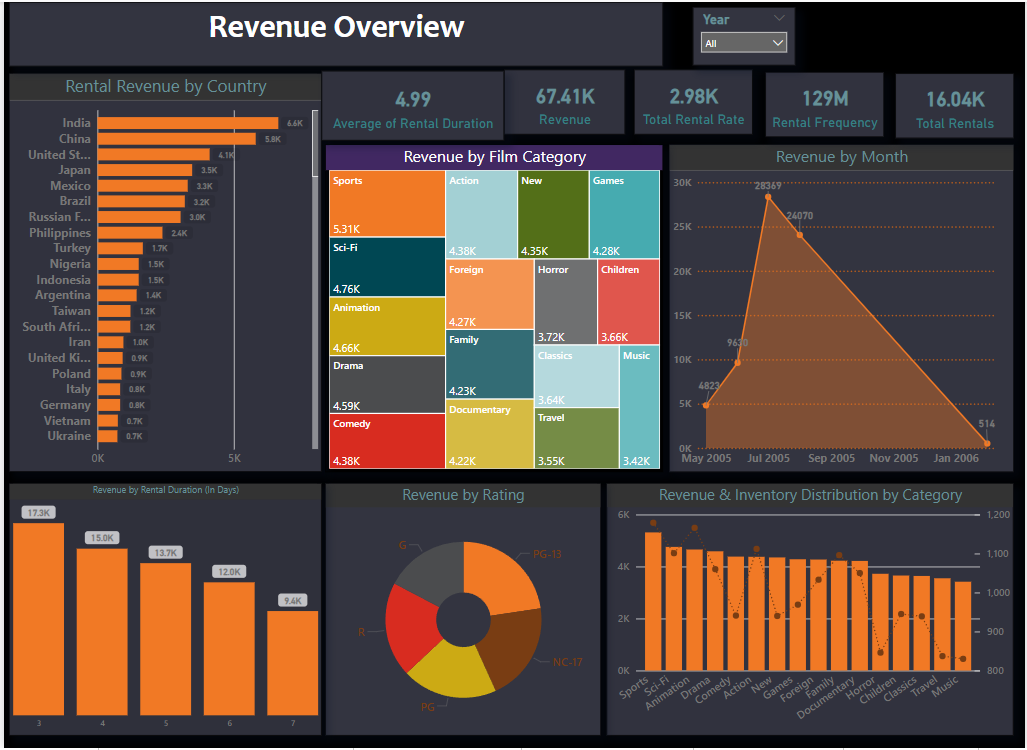 Revenue Overview
Year
All
Rental Revenue by Country
India
6.6K
China
5.8K
United St...
4.1K
Japan
3.5K
Mexico
3.3K
Brazil
3.2K
Russian F...
3.0K
Philippines
2.4K
Turkey
1.7K
Nigeria
1.5K
Indonesia
1.5K
Argentina
1.4K
Taiwan
1.2K
South Afri...
1.2K
Iran
1.0K
United Ki...
0.9K
Poland
0.9K
Italy
0.8K
Germany
0.8K
Vietnam
0.7K
Ukraine
0.7K
0K
5K
4.99
Average of Rental Duration
67.41K
Revenue
2.98K
Total Rental Rate
129M
Rental Frequency
16.04K
Total Rentals
Revenue by Film Category
Sports
5.31K
Sci-Fi
4.76K
Animation
4.66K
Drama
4.59K
Comedy
4.38K
Action
4.38K
New
4.35K
Games
4.28K
Foreign
4.27K
Family
4.23K
Documentary
4.22K
Horror
3.72K
Children
3.66K
Classics
3.64K
Travel
3.55K
Music
3.42K
Revenue by Month
30K
25K
20K
15K
10K
5K
0K
4823
9630
28369
24070
514
May 2005
Jul 2005
Sep 2005
Nov 2005
Jan 2006
Revenue by Rental Duration (In Days)
17.3K
15.0K
13.7K
12.0K
9.4K
3
4
5
6
7
Revenue by Rating
G
PG-13
R
NC-17
PG
Revenue & Inventory Distribution by Category
6K
4K
2K
0K
1,200
1,100
1,000
900
800
Sports
Sci-Fi
Animation
Drama
Comedy
Action
New
Games
Foreign
Family
Documentary
Horror
Children
Classics
Travel
Music